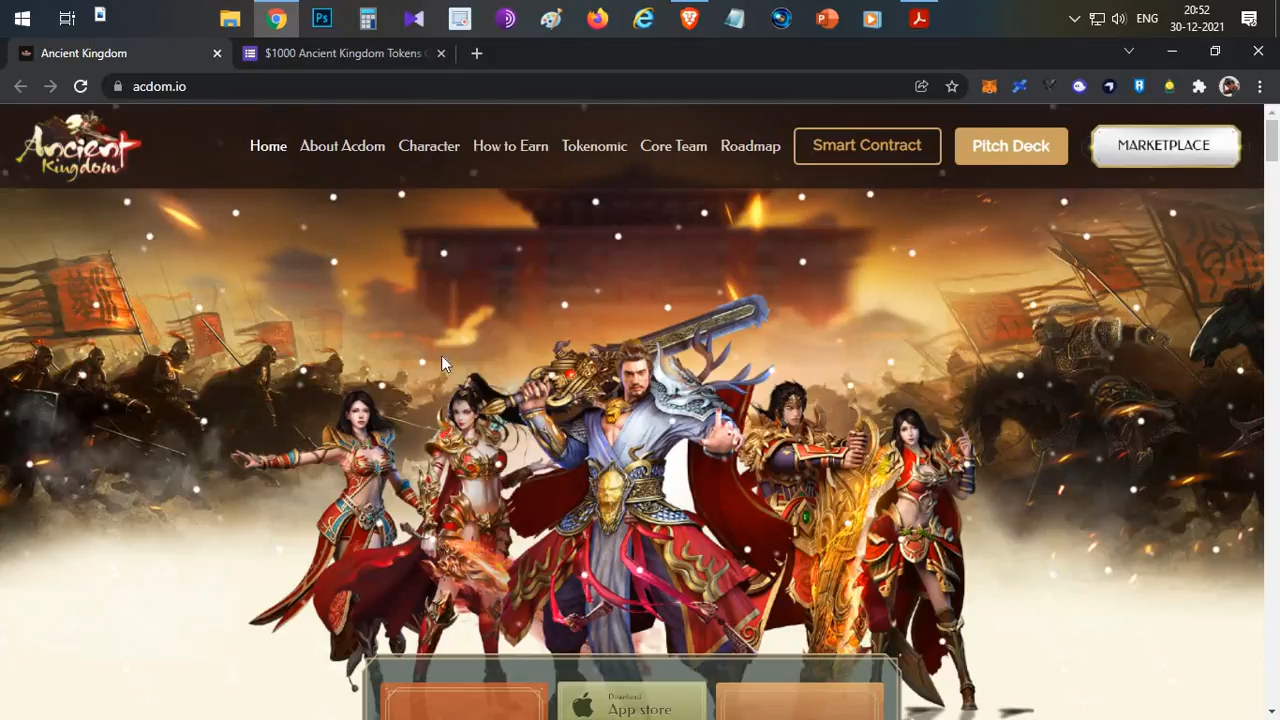 20:52
ENG
30-12-2021
Ancient Kingdom
$1000 Ancient Kingdom Tokens
acdom.io
Ancient
Kingdom
Home
About Acdom
Character
How to Earn
Tokenomic
Core Team
Roadmap
Smart Contract
Pitch Deck
MARKETPLACE
Download
App store